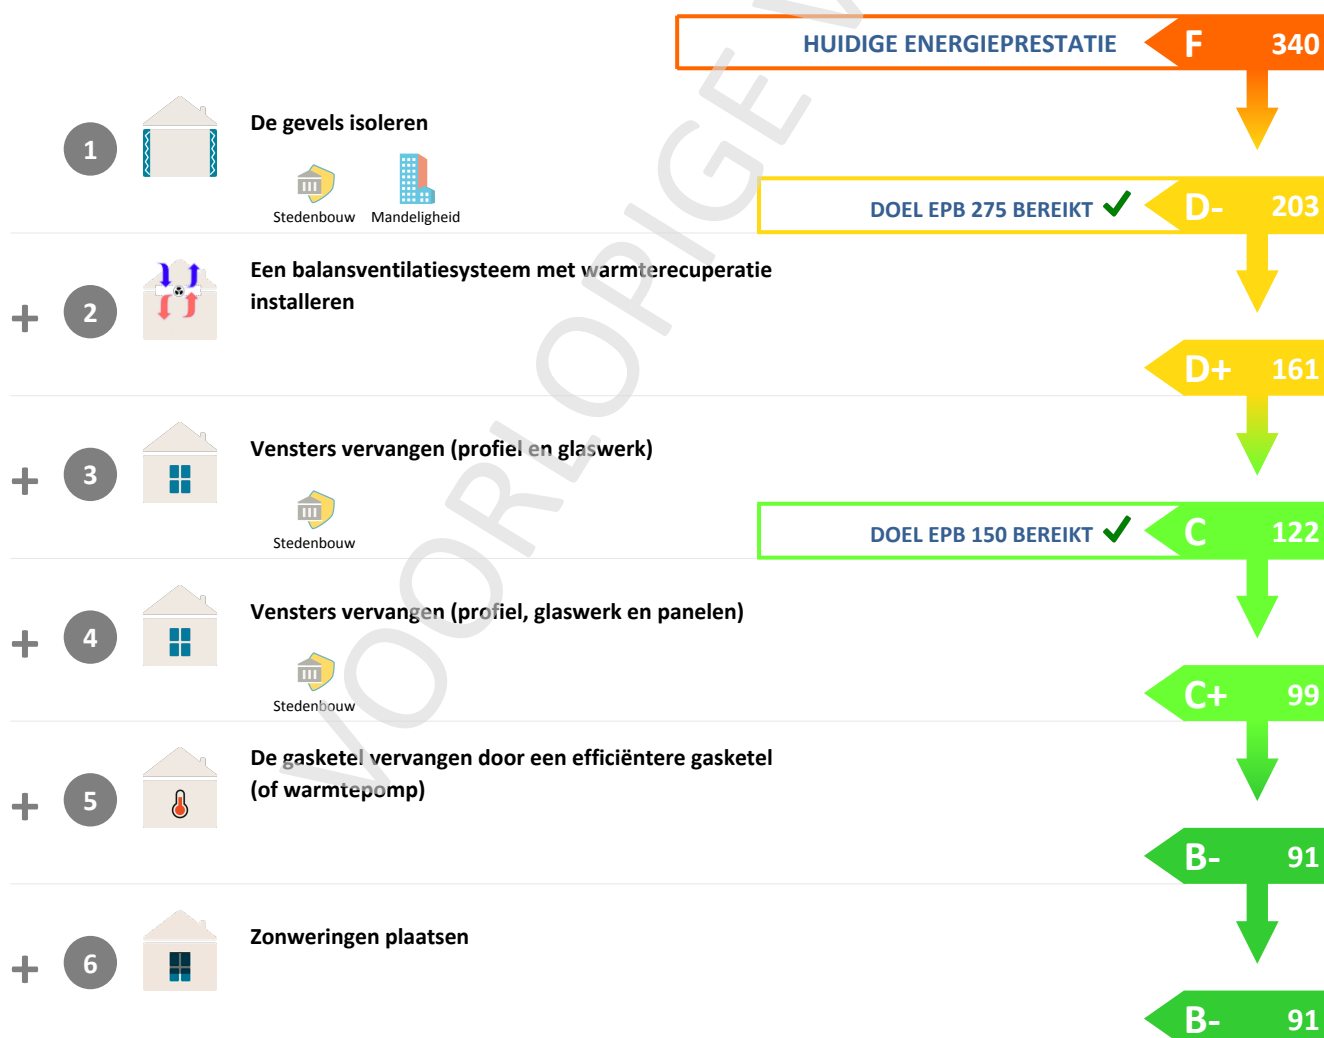 HUIDIGE ENERGIEPRESTATIE F 340
1 De gevels isoleren
Stedenbouw Mandeligheid
DOEL EPB 275 BEREIKT D- 203
+ 2 Een balansventilatiesysteem met warmterecuperatie
installeren
D+ 161
+ 3 Vensters vervangen (profiel en glaswerk)
Stedenbouw
DOEL EPB 150 BEREIKT C 122
+ 4 Vensters vervangen (profiel, glaswerk en panelen)
Stedenbouw
C+ 99
+ 5 De gasketel vervangen door een efficiëntere gasketel
(of warmtepomp)
B- 91
+ 6 Zonweringen plaatsen
B- 91
VOORLOPIGE